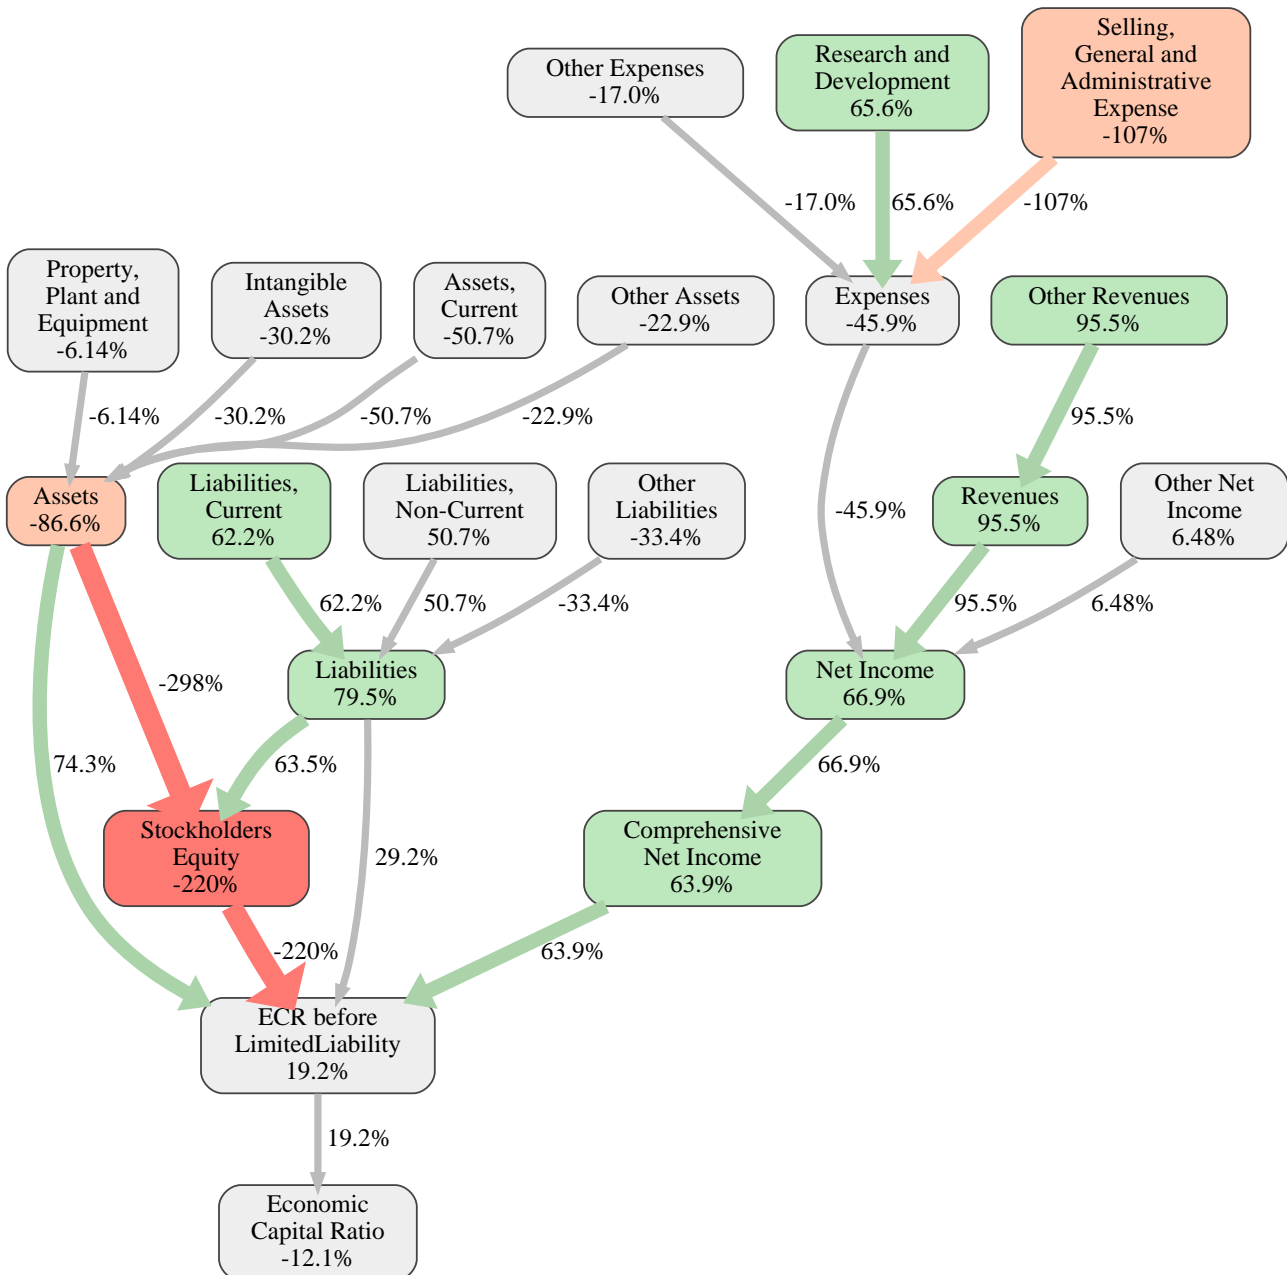 Selling,
General and
Administrative
Expense
-107%
Research and
Development
65.6%
Other Expenses
-17.0%
-17.0%
65.6%
-107%
Property,
Plant and
Equipment
-6.14%
Intangible
Assets
-30.2%
Assets,
Current
-50.7%
Other Assets
-22.9%
Expenses
-45.9%
Other Revenues
95.5%
-6.14%
-30.2%
-50.7%
-22.9%
95.5%
Assets
-86.6%
Liabilities,
Current
62.2%
Liabilities,
Non-Current
50.7%
Other
Liabilities
-33.4%
-45.9%
Revenues
95.5%
Other Net
Income
6.48%
62.2%
50.7%
-33.4%
95.5%
6.48%
-298%
Liabilities
79.5%
Net Income
66.9%
74.3%
63.5%
66.9%
Stockholders
Equity
-220%
29.2%
Comprehensive
Net Income
63.9%
-220%
63.9%
ECR before
LimitedLiability
19.2%
19.2%
Economic
Capital Ratio
-12.1%